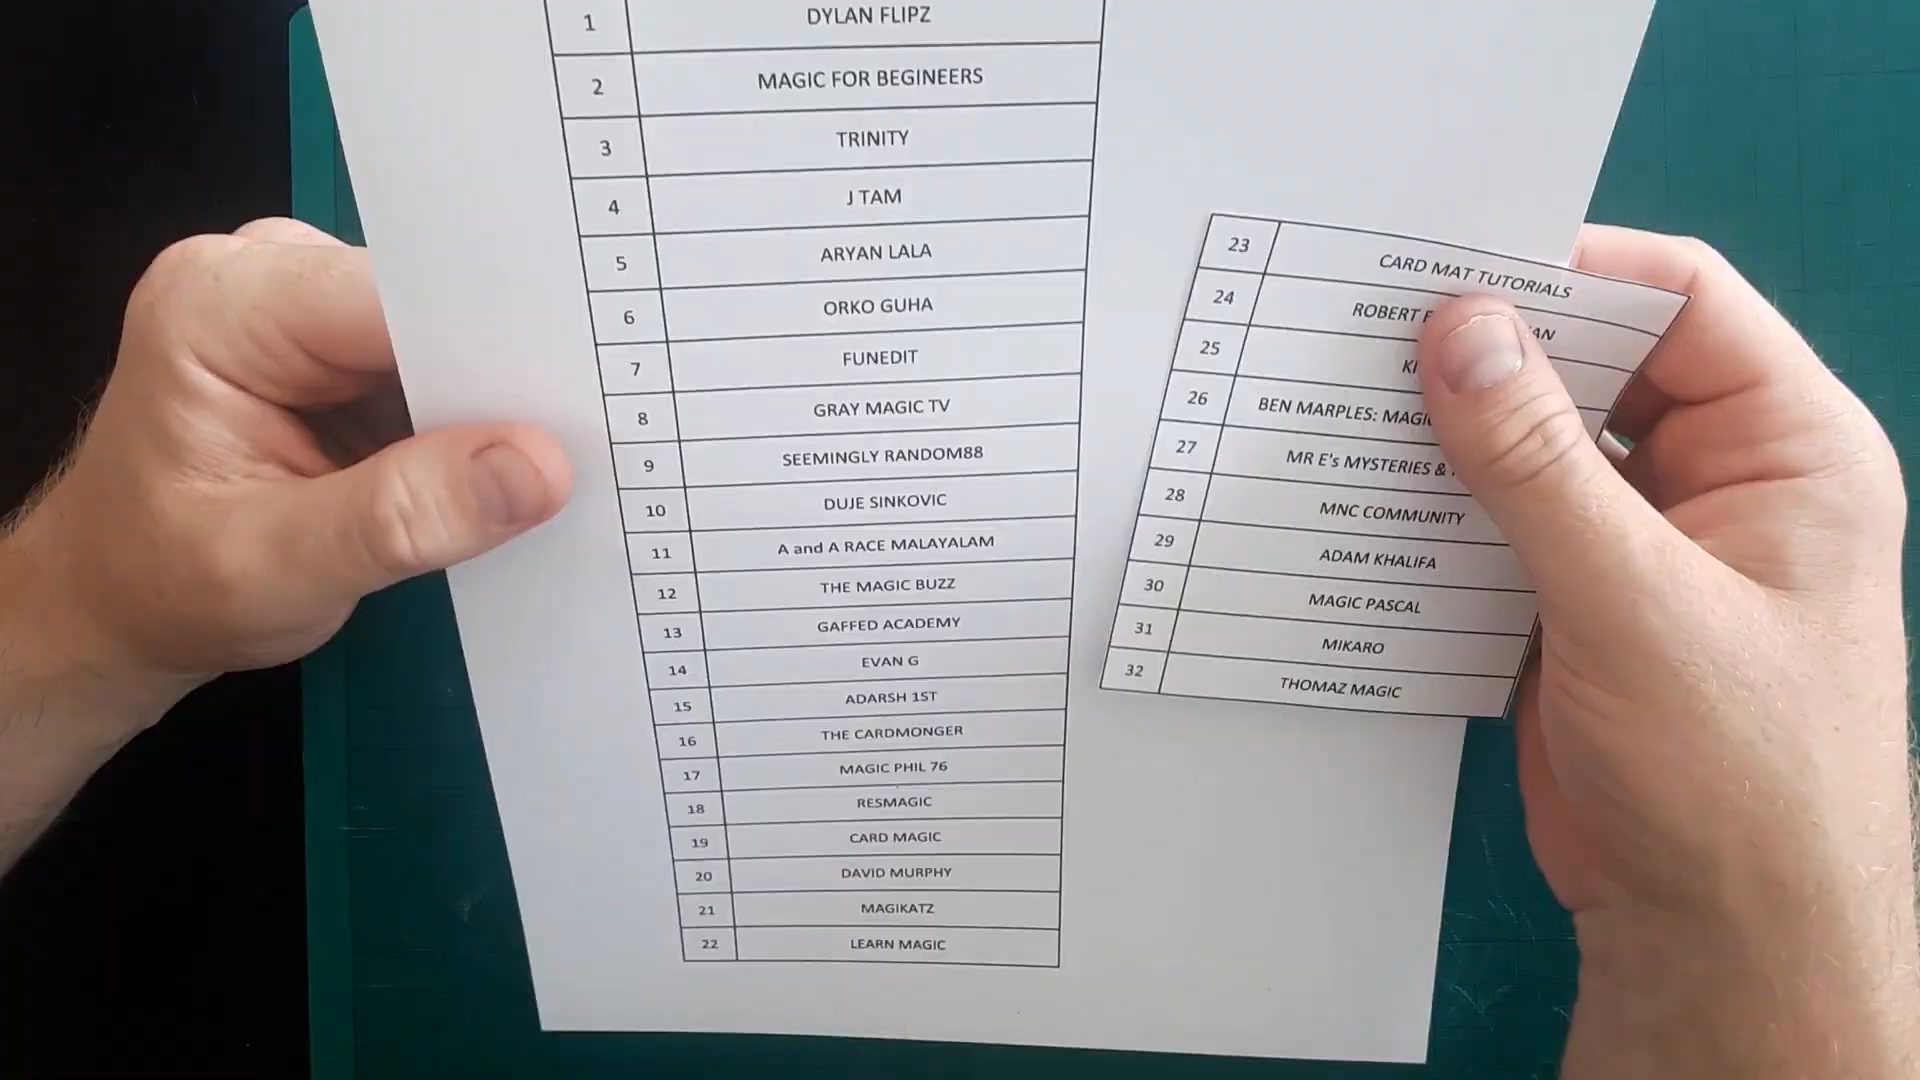 1 DYLAN FLIPZ
2 MAGIC FOR BEGINEERS
3 TRINITY
4 J TAM
5 ARYAN LALA
6 ORKO GUHA
7 FUNEDIT
8 GRAY MAGIC TV
9 SEEMINGLY RANDOM88
10 DUJE SINKOVIC
11 A and A RACE MALAYALAM
12 THE MAGIC BUZZ
13 GAFFED ACADEMY
14 EVAN G
15 ADARSH 1ST
16 THE CARDMONGER
17 MAGIC PHIL 76
18 RESMAGIC
19 CARD MAGIC
20 DAVID MURPHY
21 MAGIKATZ
22 LEARN MAGIC
23 CARD MAT TUTORIALS
24 ROBERT
25
26 BEN MARPLES:
27 MR E's MYSTERIES &
28 MNC COMMUNITY
29 ADAM KHALIFA
30 MAGIC PASCAL
31 MIKARO
32 THOMAZ MAGIC